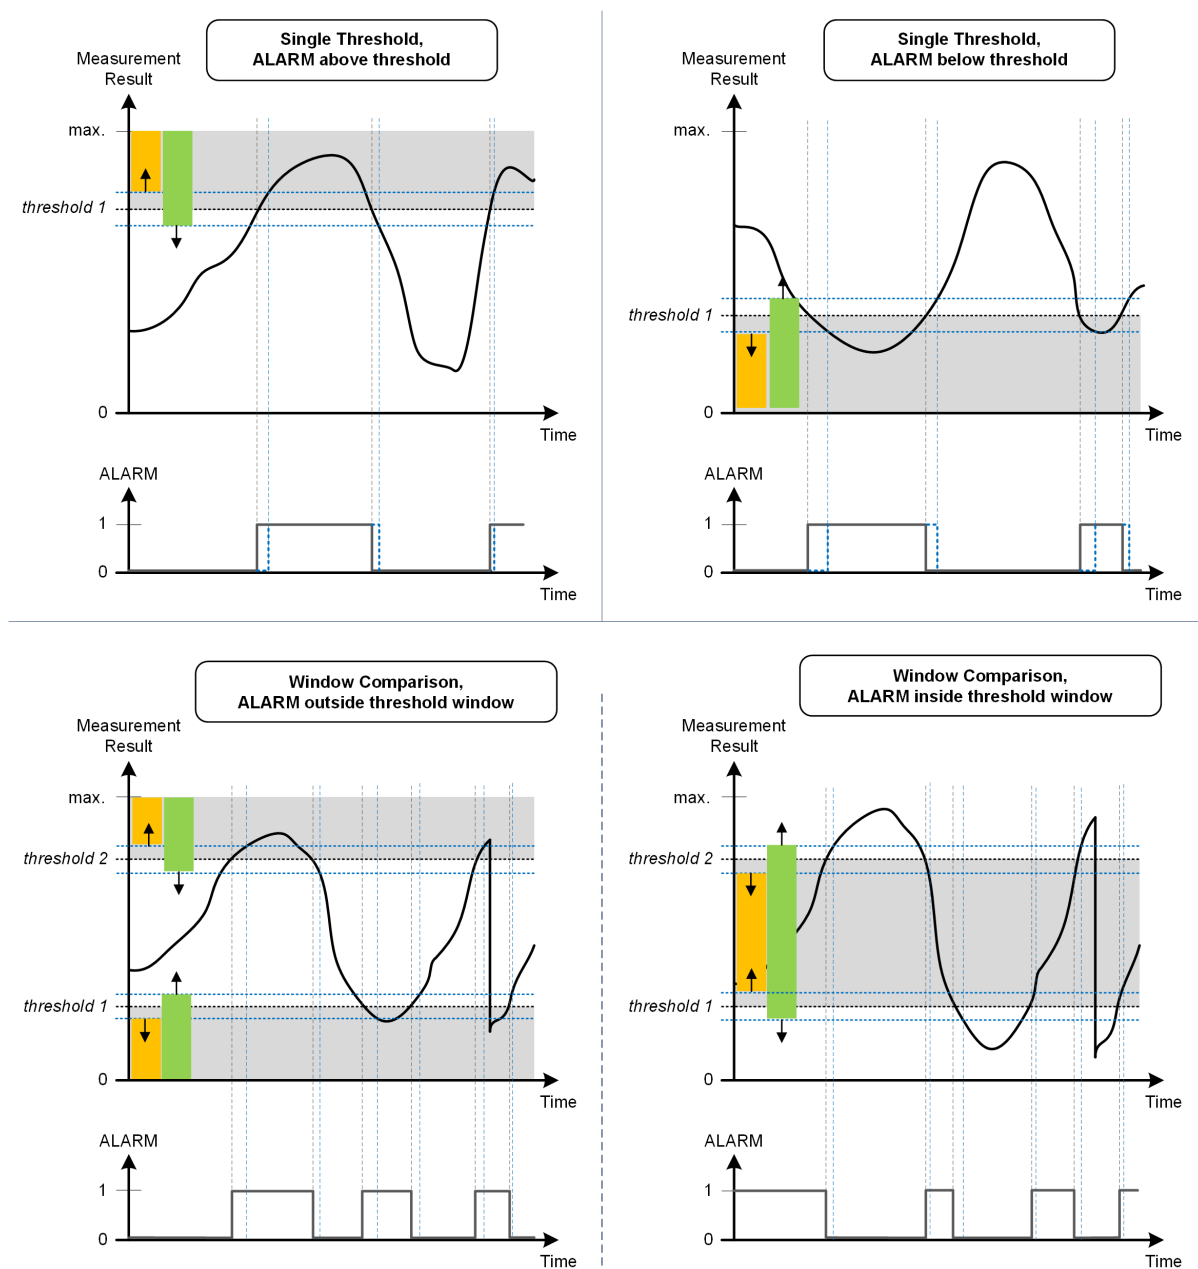 Single Threshold,
ALARM above threshold
Measurement
Result
max.
threshold 1
0
Time
ALARM
1
0
Time
Single Threshold,
ALARM below threshold
Measurement
Result
max.
threshold 1
0
Time
ALARM
1
0
Time
Window Comparison,
ALARM outside threshold window
Measurement
Result
max.
threshold 2
threshold 1
0
Time
ALARM
1
0
Time
Window Comparison,
ALARM inside threshold window
Measurement
Result
max.
threshold 2
threshold 1
0
Time
ALARM
1
0
Time